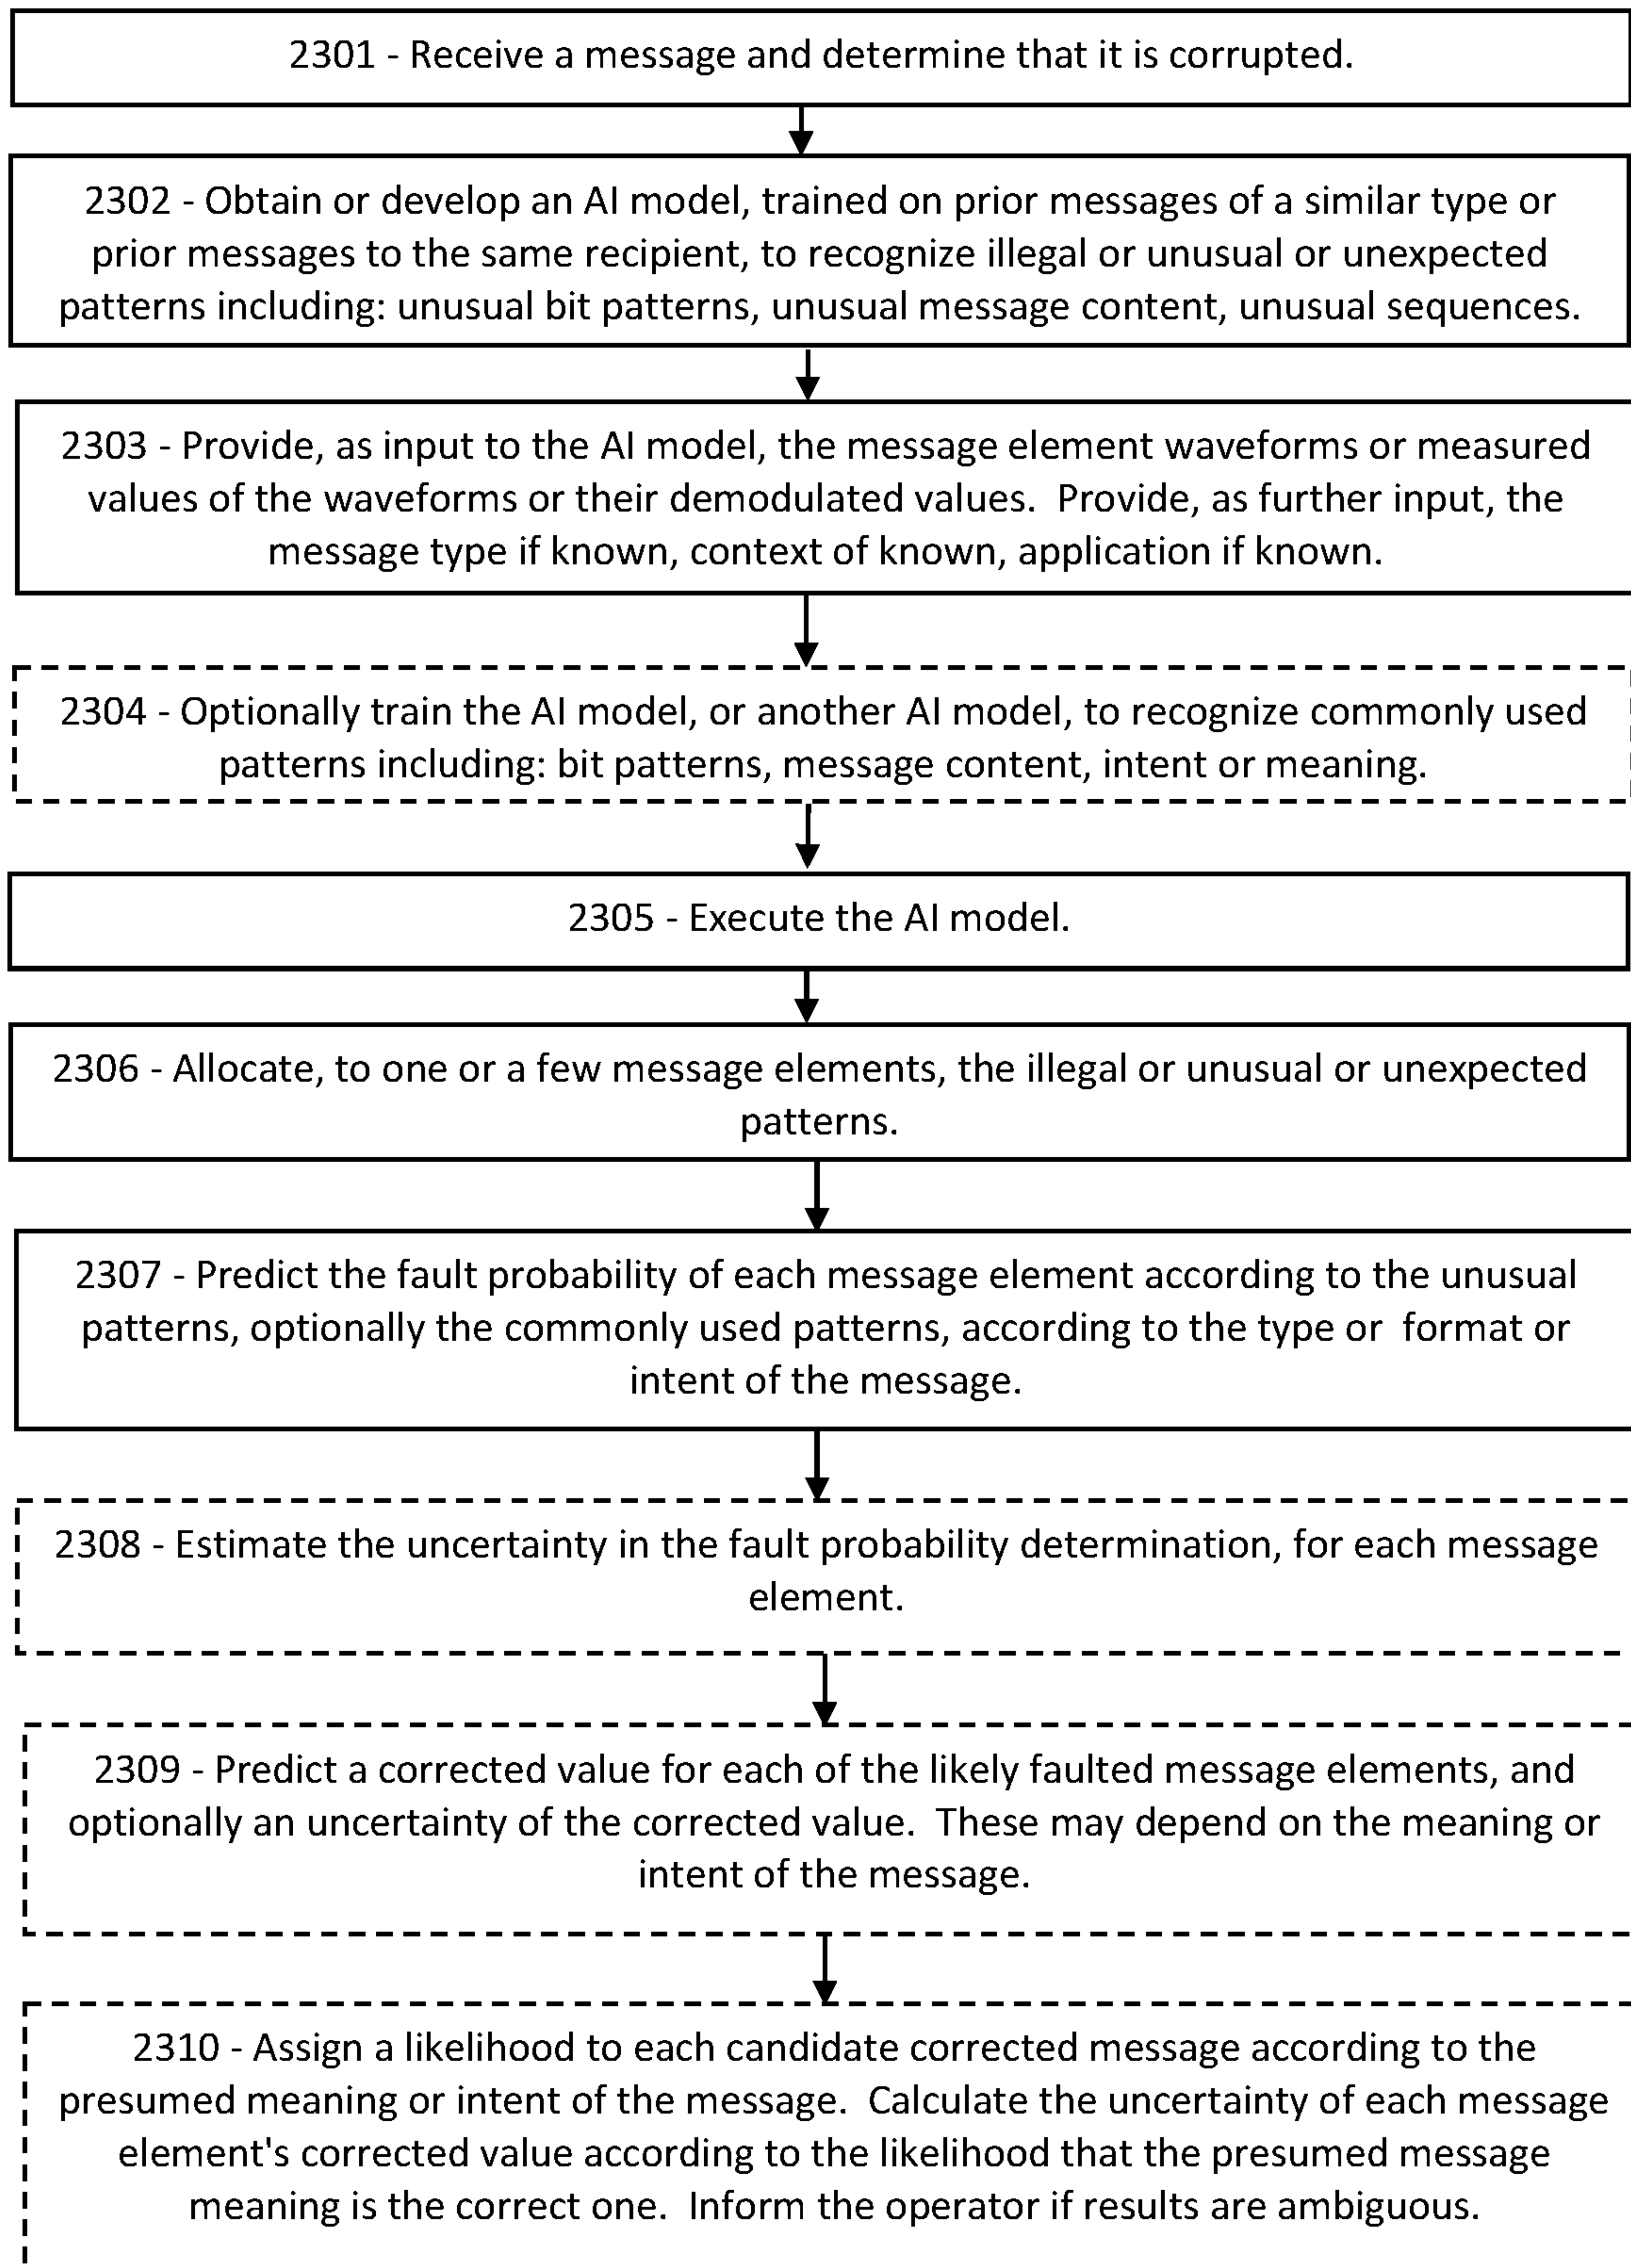 2301 - Receive a message and determine that it is corrupted.
2302 - Obtain or develop an AI model, trained on prior messages of a similar type or
prior messages to the same recipient, to recognize illegal or unusual or unexpected
patterns including: unusual bit patterns, unusual message content, unusual sequences.
2303 - Provide, as input to the AI model, the message element waveforms or measured
values of the waveforms or their demodulated values.  Provide, as further input, the
message type if known, context of known, application if known.
2304 - Optionally train the AI model, or another AI model, to recognize commonly used
patterns including: bit patterns, message content, intent or meaning.
2305 - Execute the AI model.
2306 - Allocate, to one or a few message elements, the illegal or unusual or unexpected
patterns.
2307 - Predict the fault probability of each message element according to the unusual
patterns, optionally the commonly used patterns, according to the type or  format or
intent of the message.
2308 - Estimate the uncertainty in the fault probability determination, for each message
element.
2309 - Predict a corrected value for each of the likely faulted message elements, and
optionally an uncertainty of the corrected value.  These may depend on the meaning or
intent of the message.
2310 - Assign a likelihood to each candidate corrected message according to the
presumed meaning or intent of the message.  Calculate the uncertainty of each message
element's corrected value according to the likelihood that the presumed message
meaning is the correct one.  Inform the operator if results are ambiguous.